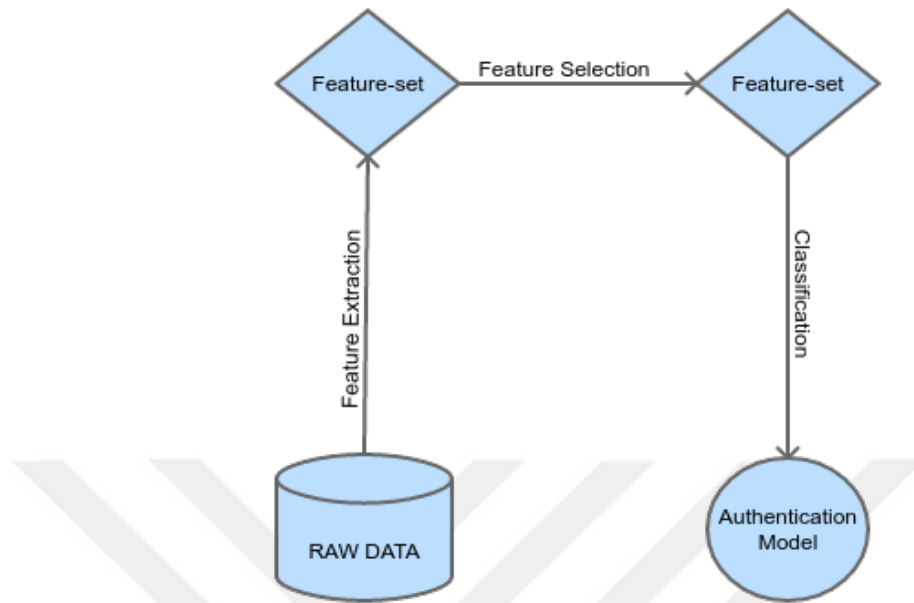 Feature-set
Feature Selection
Feature-set
Feature Extraction
Classification
RAW DATA
Authentication
Model